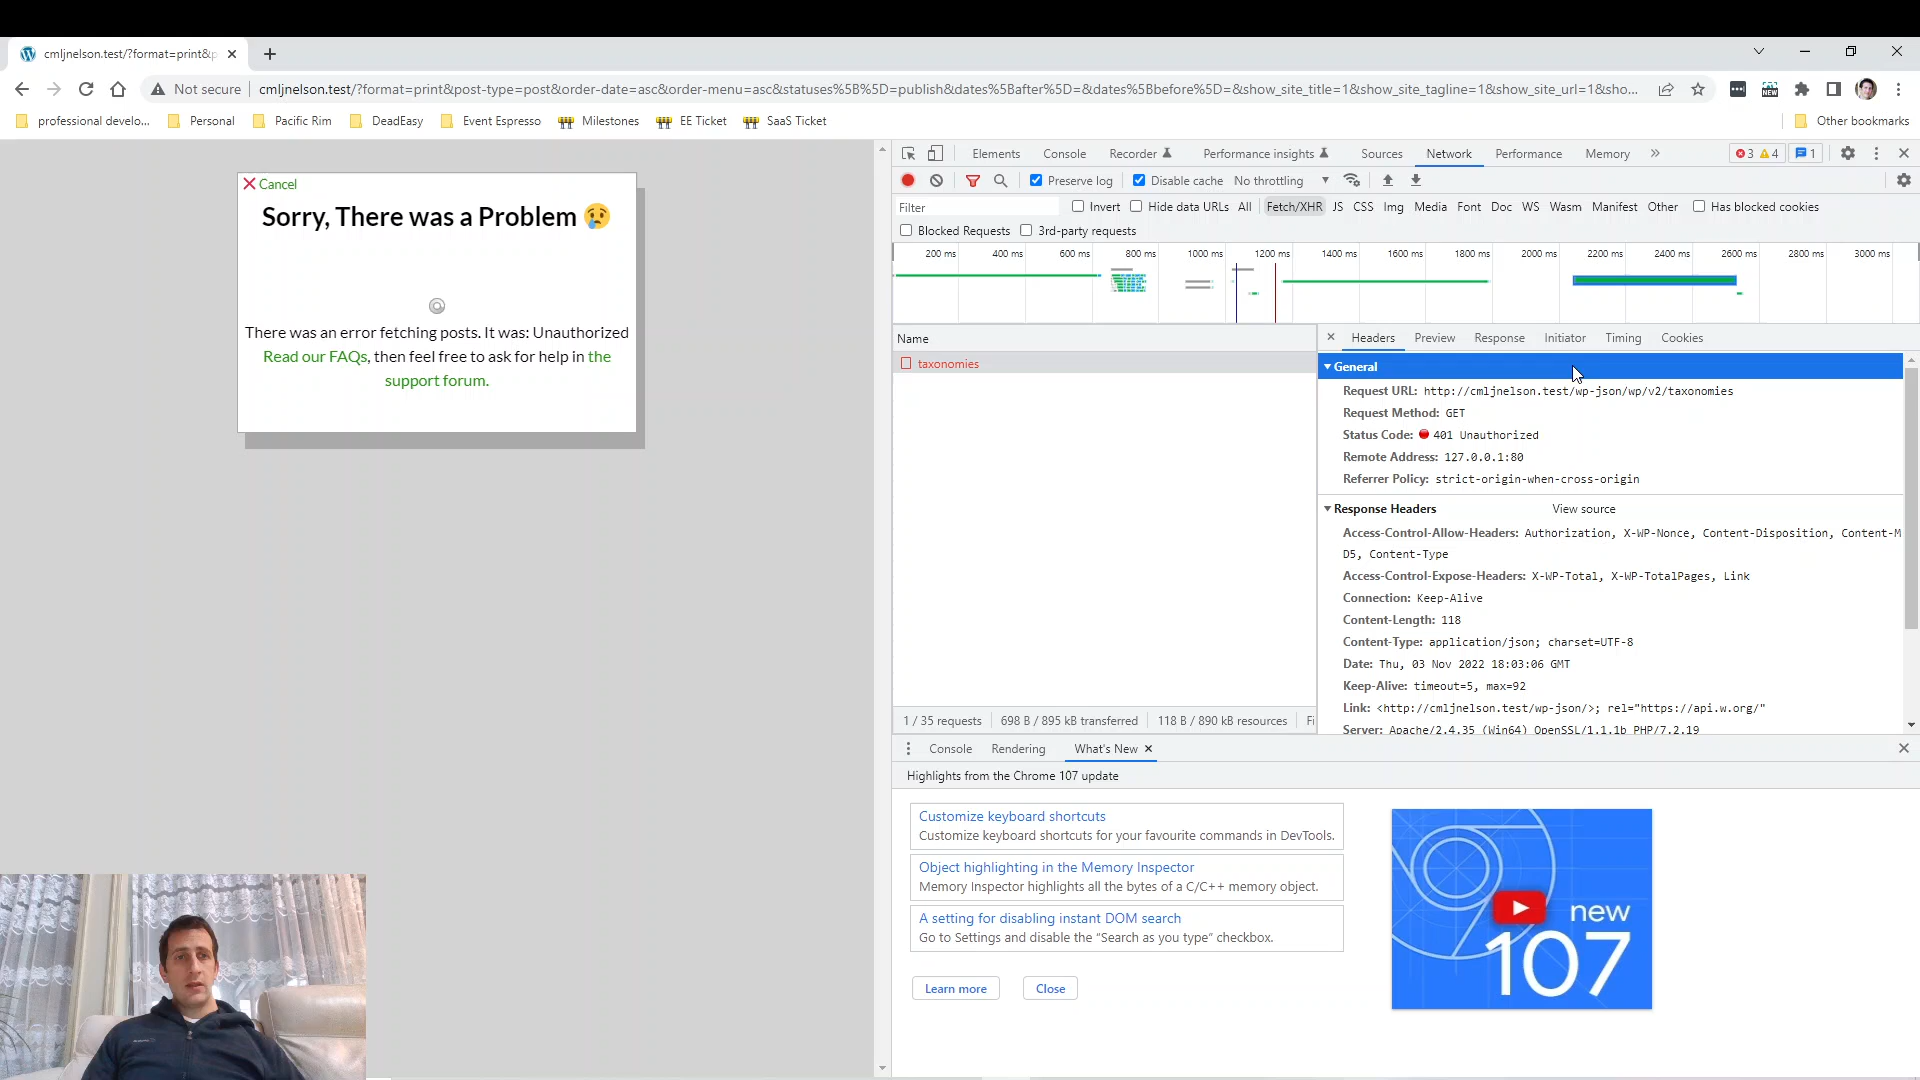 cmljnelson.test/?format=print&p
Not secure
cmljnelson.test/?format=print&post-type=post&order-date=asc&order-menu=asc&statuses%5B%5D=publish&dates%5Bafter%5D=&dates%5Bbefore%5D=&show_site_title=1&show_site_tagline=1&show_site_url=1&sho...
professional develo...
Personal
Pacific Rim
DeadEasy
Event Espresso
Milestones
EE Ticket
SaaS Ticket
Other bookmarks
Cancel
Sorry, There was a Problem 😢
There was an error fetching posts. It was: Unauthorized
Read our FAQs, then feel free to ask for help in the
support forum.
Elements
Console
Recorder
Performance insights
Sources
Network
Performance
Memory
3
4
1
Preserve log
Disable cache
No throttling
Filter
Invert
Hide data URLs
All
Fetch/XHR
JS
CSS
Img
Media
Font
Doc
WS
Wasm
Manifest
Other
Has blocked cookies
Blocked Requests
3rd-party requests
200 ms
400 ms
600 ms
800 ms
1000 ms
1200 ms
1400 ms
1600 ms
1800 ms
2000 ms
2200 ms
2400 ms
2600 ms
2800 ms
3000 ms
Name
taxonomies
1 / 35 requests
698 B / 895 kB transferred
118 B / 890 kB resources
Fi
Headers
Preview
Response
Initiator
Timing
Cookies
General
Request URL: http://cmljnelson.test/wp-json/wp/v2/taxonomies
Request Method: GET
Status Code: 401 Unauthorized
Remote Address: 127.0.0.1:80
Referrer Policy: strict-origin-when-cross-origin
Response Headers
View source
Access-Control-Allow-Headers: Authorization, X-WP-Nonce, Content-Disposition, Content-M
D5, Content-Type
Access-Control-Expose-Headers: X-WP-Total, X-WP-TotalPages, Link
Connection: Keep-Alive
Content-Length: 118
Content-Type: application/json; charset=UTF-8
Date: Thu, 03 Nov 2022 18:03:06 GMT
Keep-Alive: timeout=5, max=92
Link: <http://cmljnelson.test/wp-json/>; rel="https://api.w.org/"
Server: Apache/2.4.35 (Win64) OpenSSL/1.1.1b PHP/7.2.19
Console
Rendering
What's New
Highlights from the Chrome 107 update
Customize keyboard shortcuts
Customize keyboard shortcuts for your favourite commands in DevTools.
Object highlighting in the Memory Inspector
Memory Inspector highlights all the bytes of a C/C++ memory object.
A setting for disabling instant DOM search
Go to Settings and disable the "Search as you type" checkbox.
Learn more
Close
new
107